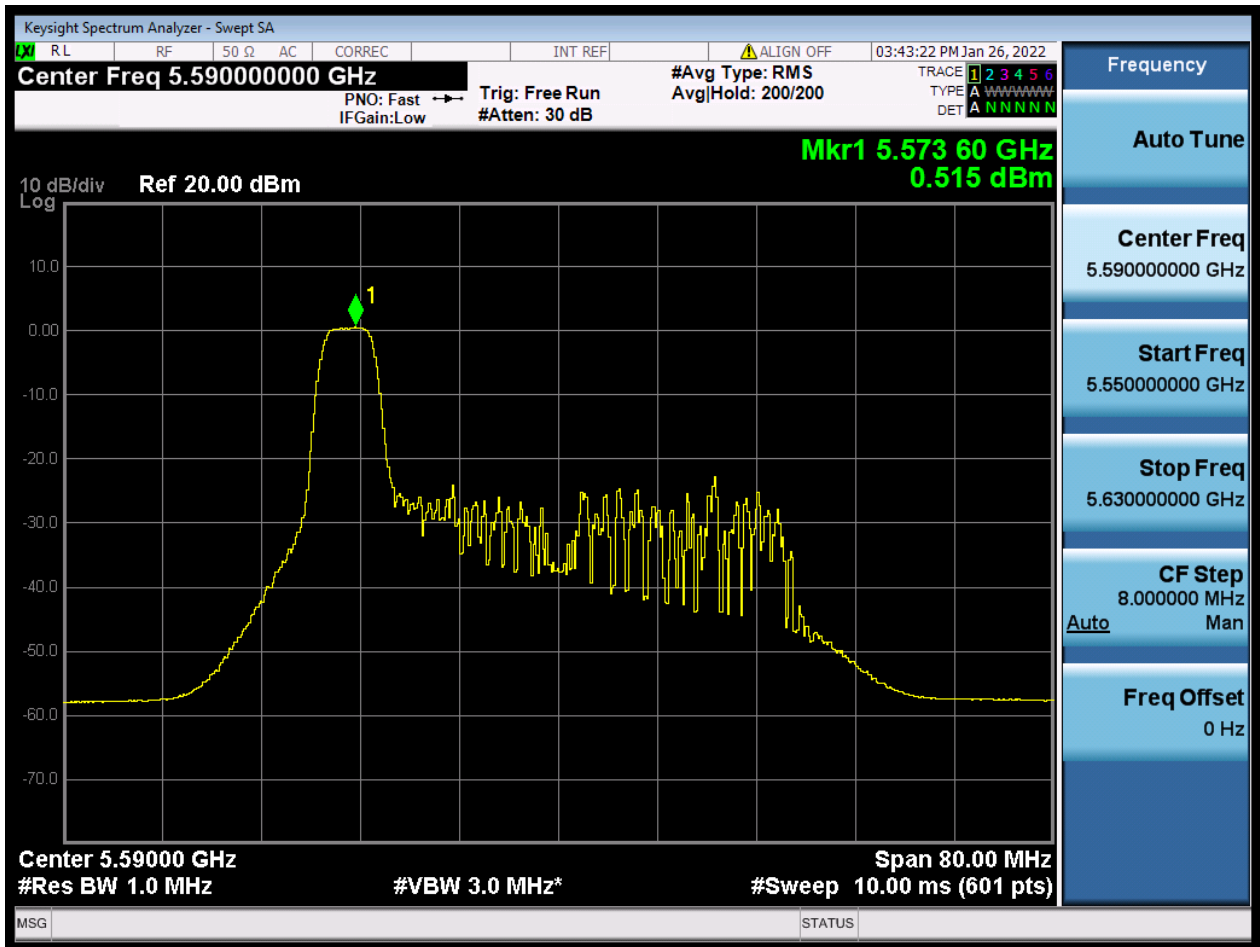 Keysight Spectrum Analyzer - Swept SA
LXI RL RF 50 Ω AC CORREC INT REF ALIGN OFF 03:43:22 PM Jan 26, 2022
Center Freq 5.590000000 GHz
PNO: Fast
IFGain:Low
Trig: Free Run
#Atten: 30 dB
#Avg Type: RMS
Avg|Hold: 200/200
TRACE 1 2 3 4 5 6
TYPE A WWWWW
DET A N N N N N
Mkr1 5.573 60 GHz
0.515 dBm
10 dB/div Ref 20.00 dBm
Log
10.0
0.00
-10.0
-20.0
-30.0
-40.0
-50.0
-60.0
-70.0
1
Center 5.59000 GHz Span 80.00 MHz
#Res BW 1.0 MHz #VBW 3.0 MHz* #Sweep 10.00 ms (601 pts)
MSG STATUS
Frequency
Auto Tune
Center Freq
5.590000000 GHz
Start Freq
5.550000000 GHz
Stop Freq
5.630000000 GHz
CF Step
8.000000 MHz
Auto Man
Freq Offset
0 Hz